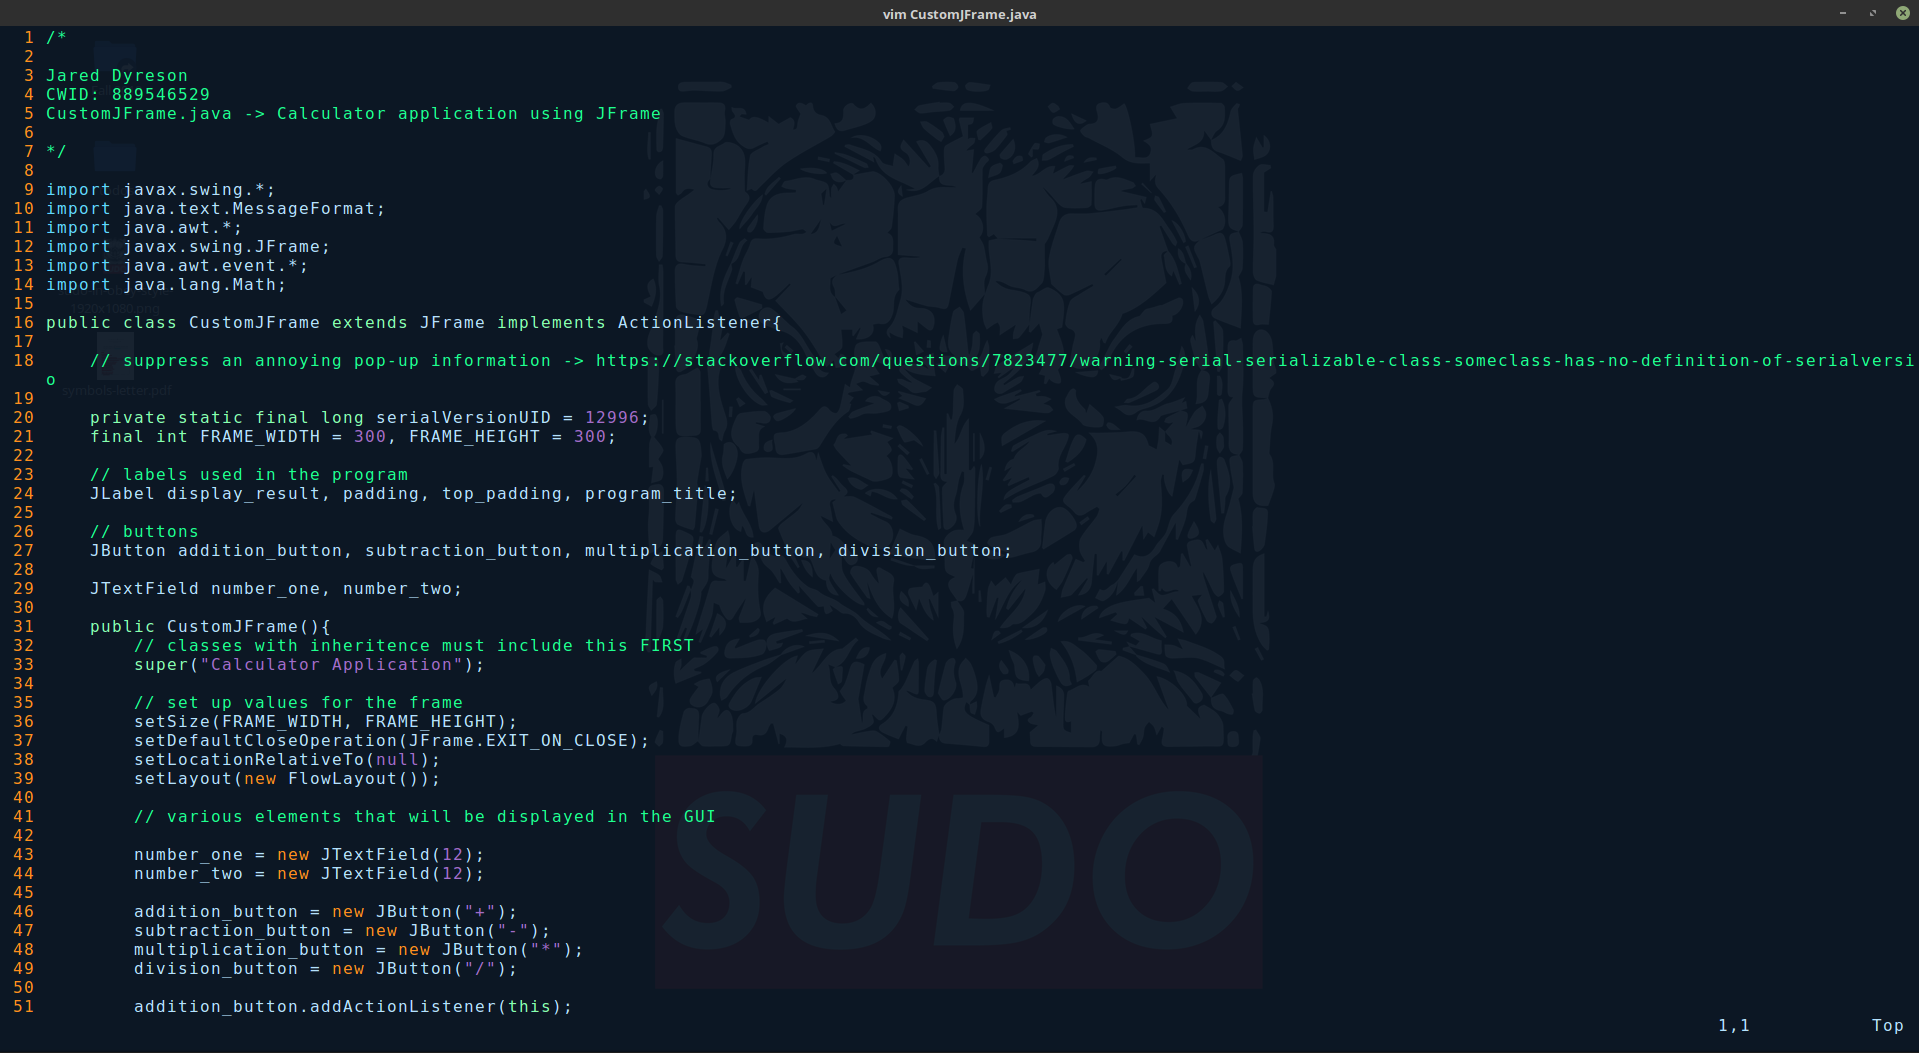 vim CustomJFrame.java
1 /*
2
3 Jared Dyreson
4 CWID: 889546529
5 CustomJFrame.java -> Calculator application using JFrame
6
7 */
8
9 import javax.swing.*;
10 import java.text.MessageFormat;
11 import java.awt.*;
12 import javax.swing.JFrame;
13 import java.awt.event.*;
14 import java.lang.Math;
15
1920x1080.png
16 public class CustomJFrame extends JFrame implements ActionListener{
17
18     // suppress an annoying pop-up information -> https://stackoverflow.com/questions/7823477/warning-serial-serializable-class-someclass-has-no-definition-of-serialversi
o
symbols-letter.pdf
19
20     private static final long serialVersionUID = 12996;
21     final int FRAME_WIDTH = 300, FRAME_HEIGHT = 300;
22
23     // labels used in the program
24     JLabel display_result, padding, top_padding, program_title;
25
26     // buttons
27     JButton addition_button, subtraction_button, multiplication_button, division_button;
28
29     JTextField number_one, number_two;
30
31     public CustomJFrame(){
32         // classes with inheritence must include this FIRST
33         super("Calculator Application");
34
35         // set up values for the frame
36         setSize(FRAME_WIDTH, FRAME_HEIGHT);
37         setDefaultCloseOperation(JFrame.EXIT_ON_CLOSE);
38         setLocationRelativeTo(null);
39         setLayout(new FlowLayout());
40
41         // various elements that will be displayed in the GUI
42
43         number_one = new JTextField(12);
44         number_two = new JTextField(12);
45
46         addition_button = new JButton("+");
47         subtraction_button = new JButton("-");
48         multiplication_button = new JButton("*");
49         division_button = new JButton("/");
50
51         addition_button.addActionListener(this);
SUDO
1,1 Top